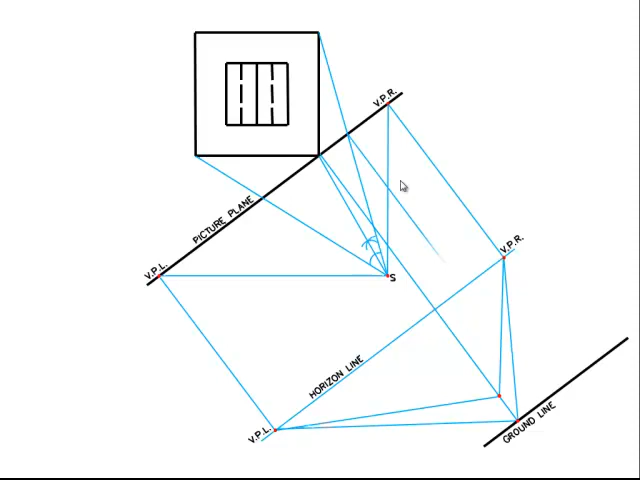 V.P.R.
PICTURE PLANE
V.P.L.
S
V.P.R.
HORIZON LINE
V.P.L.
GROUND LINE